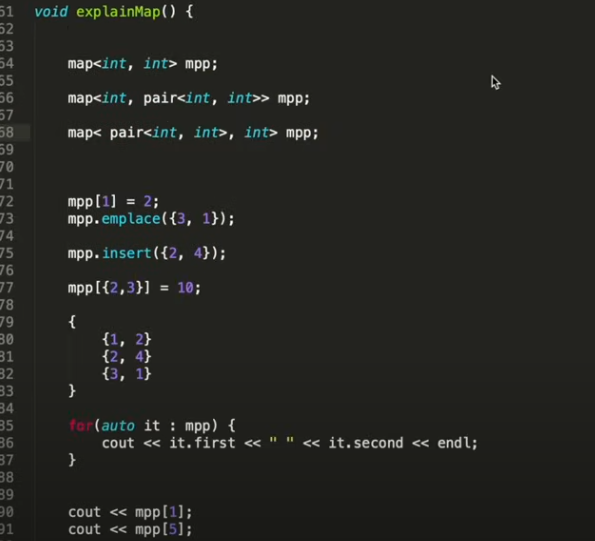 51 void explainMap() {
52
53
54 map<int, int> mpp;
55
56 map<int, pair<int, int>> mpp;
57
58 map< pair<int, int>, int> mpp;
59
70
71
72 mpp[1] = 2;
73 mpp.emplace({3, 1});
74
75 mpp.insert({2, 4});
76
77 mpp[{2,3}] = 10;
78
79 {
80 {1, 2}
81 {2, 4}
82 {3, 1}
83 }
84
85 for(auto it : mpp) {
86 cout << it.first << " " << it.second << endl;
87 }
88
89
90 cout << mpp[1];
91 cout << mpp[5];